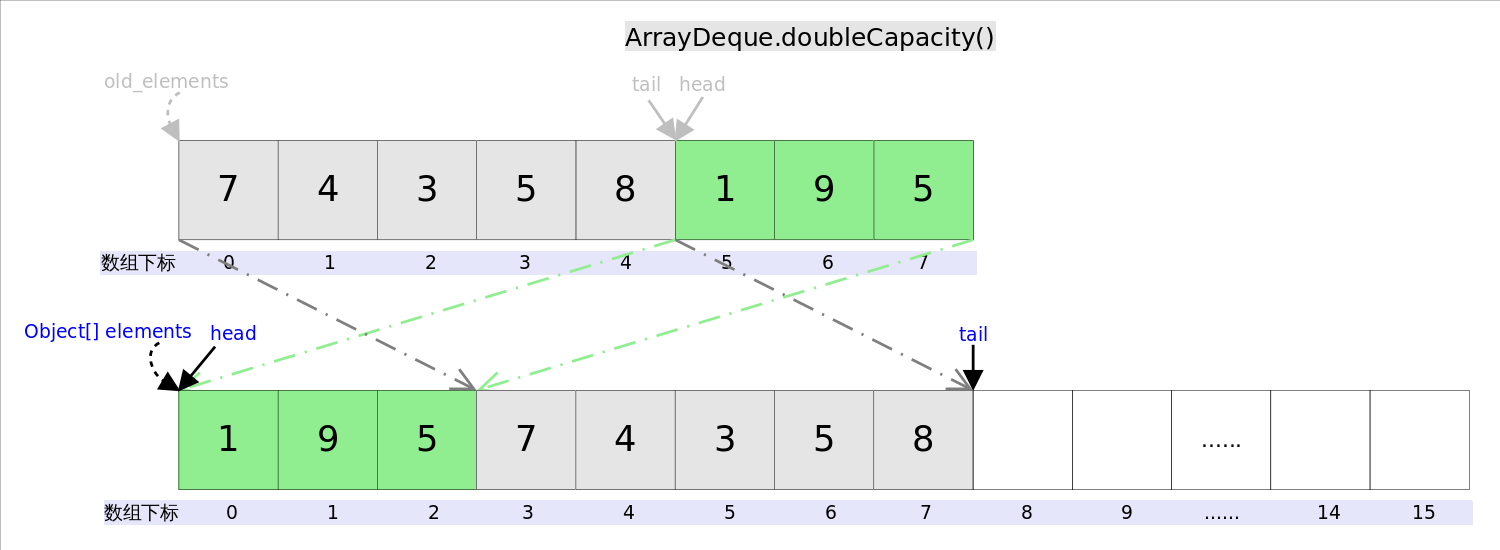 ArrayDeque.doubleCapacity()
old_elements
tail head
7 4 3 5 8 1 9 5
数组下标 0 1 2 3 4 5 6 7
Object[] elements head tail
1 9 5 7 4 3 5 8 ......
数组下标 0 1 2 3 4 5 6 7 8 9 ...... 14 15